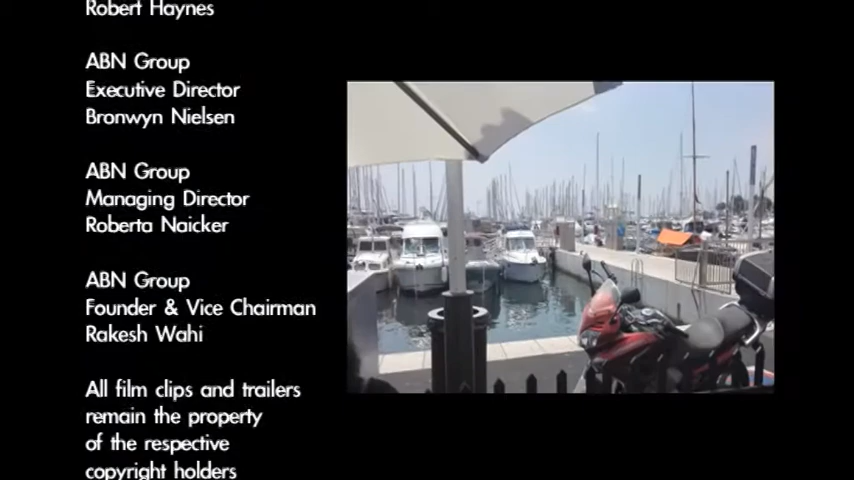 Robert Haynes
ABN Group
Executive Director
Bronwyn Nielsen
ABN Group
Managing Director
Roberta Naicker
ABN Group
Founder & Vice Chairman
Rakesh Wahi
All film clips and trailers
remain the property
of the respective
copyright holders